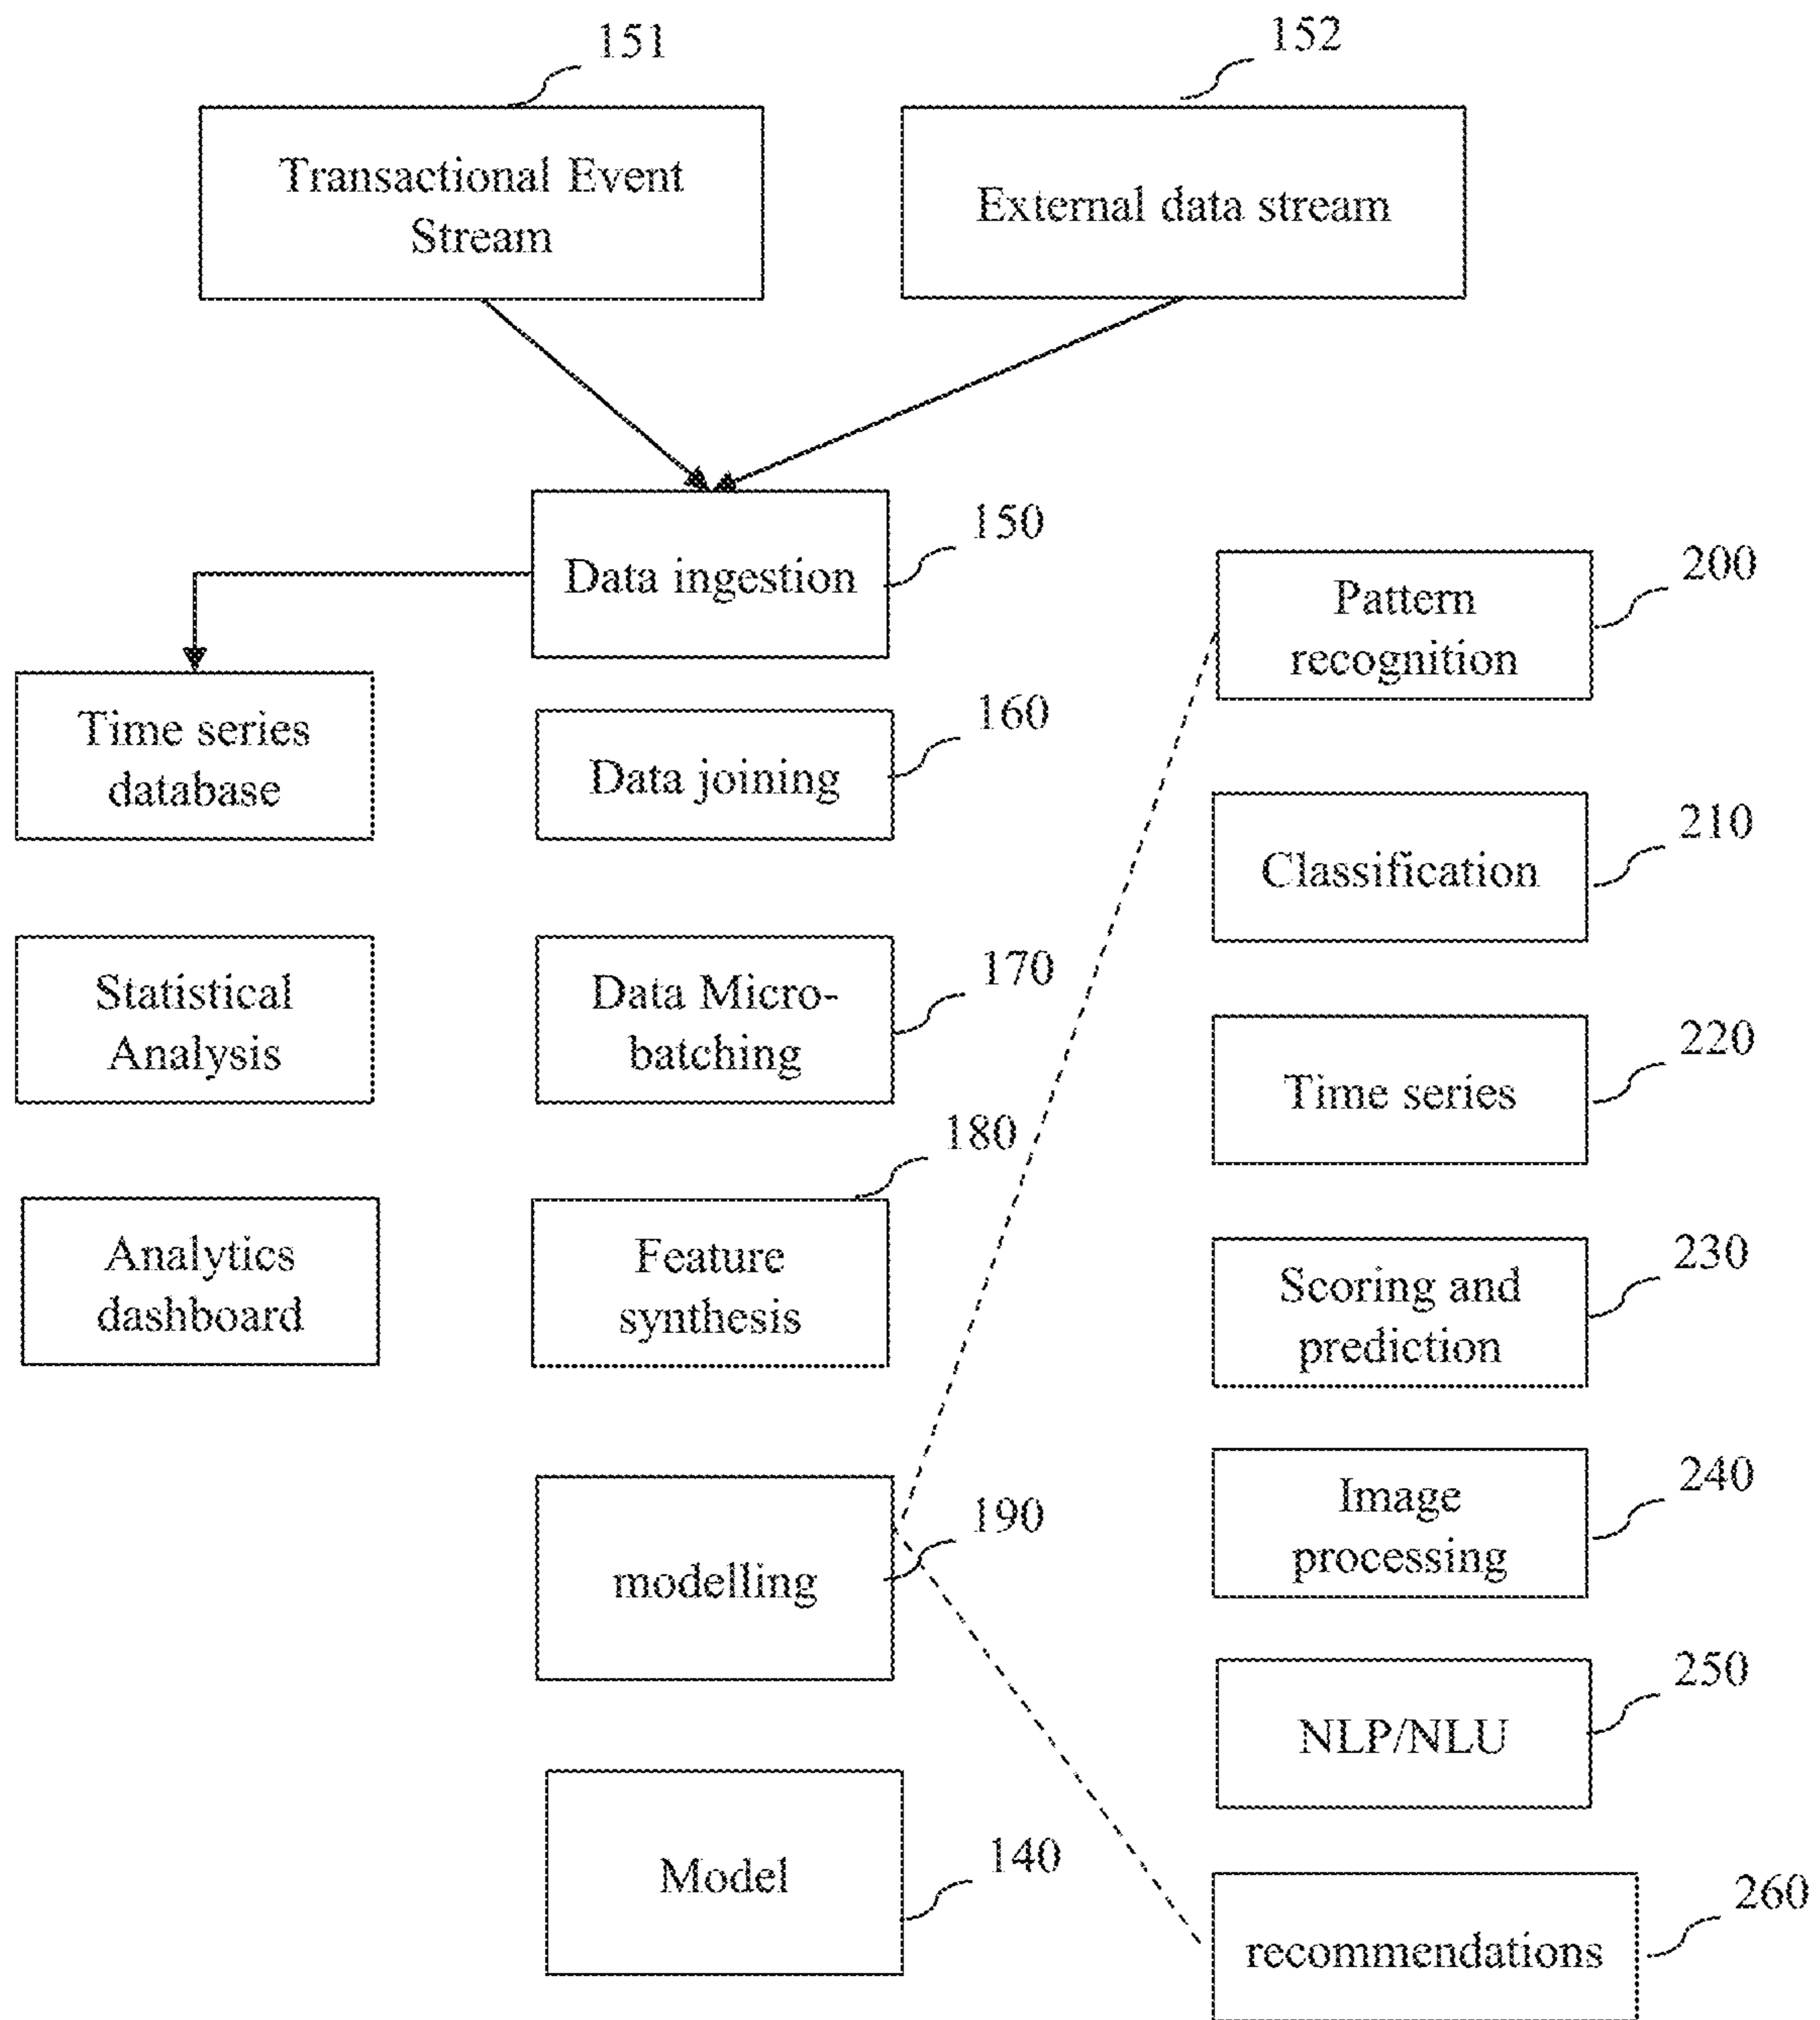 151
152
Transactional Event
Stream
External data stream
150
Data ingestion
200
Pattern
recognition
Time series
database
160
Data joining
210
Classification
Statistical
Analysis
170
Data Micro-
batching
220
Time series
180
Analytics
dashboard
Feature
synthesis
230
Scoring and
prediction
240
Image
processing
190
modelling
250
NLP/NLU
140
Model
260
recommendations